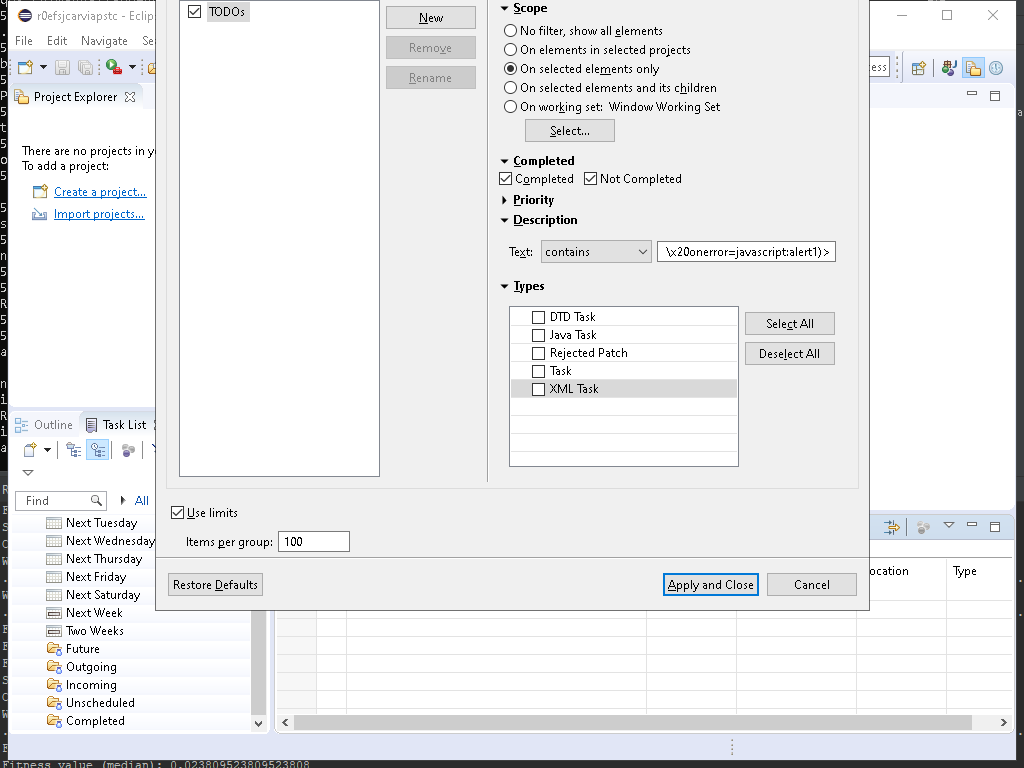 r0efsjcarviapstc - Eclip
File Edit Navigate Se
ess
Project Explorer
There are no projects in y
To add a project:
Create a project...
Import projects...
TODOs
New
Remove
Rename
Scope
No filter, show all elements
On elements in selected projects
On selected elements only
On selected elements and its children
On working set: Window Working Set
Select...
Completed
Completed Not Completed
Priority
Description
Text: contains \x20onerror=javascript:alert1)>
Types
DTD Task
Java Task
Rejected Patch
Task
XML Task
Select All
Deselect All
Use limits
Items per group: 100
Restore Defaults
Apply and Close Cancel
Outline Task List
Find All
Next Tuesday
Next Wednesday
Next Thursday
Next Friday
Next Saturday
Next Week
Two Weeks
Future
Outgoing
Incoming
Unscheduled
Completed
ocation Type
Fitness value (median): 0.023809523809523808